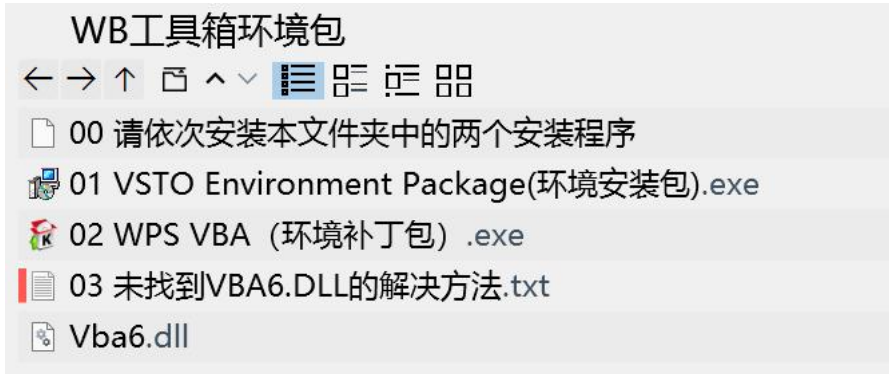 WB工具箱环境包
00 请依次安装本文件夹中的两个安装程序
01 VSTO Environment Package(环境安装包).exe
02 WPS VBA（环境补丁包）.exe
03 未找到VBA6.DLL的解决方法.txt
Vba6.dll